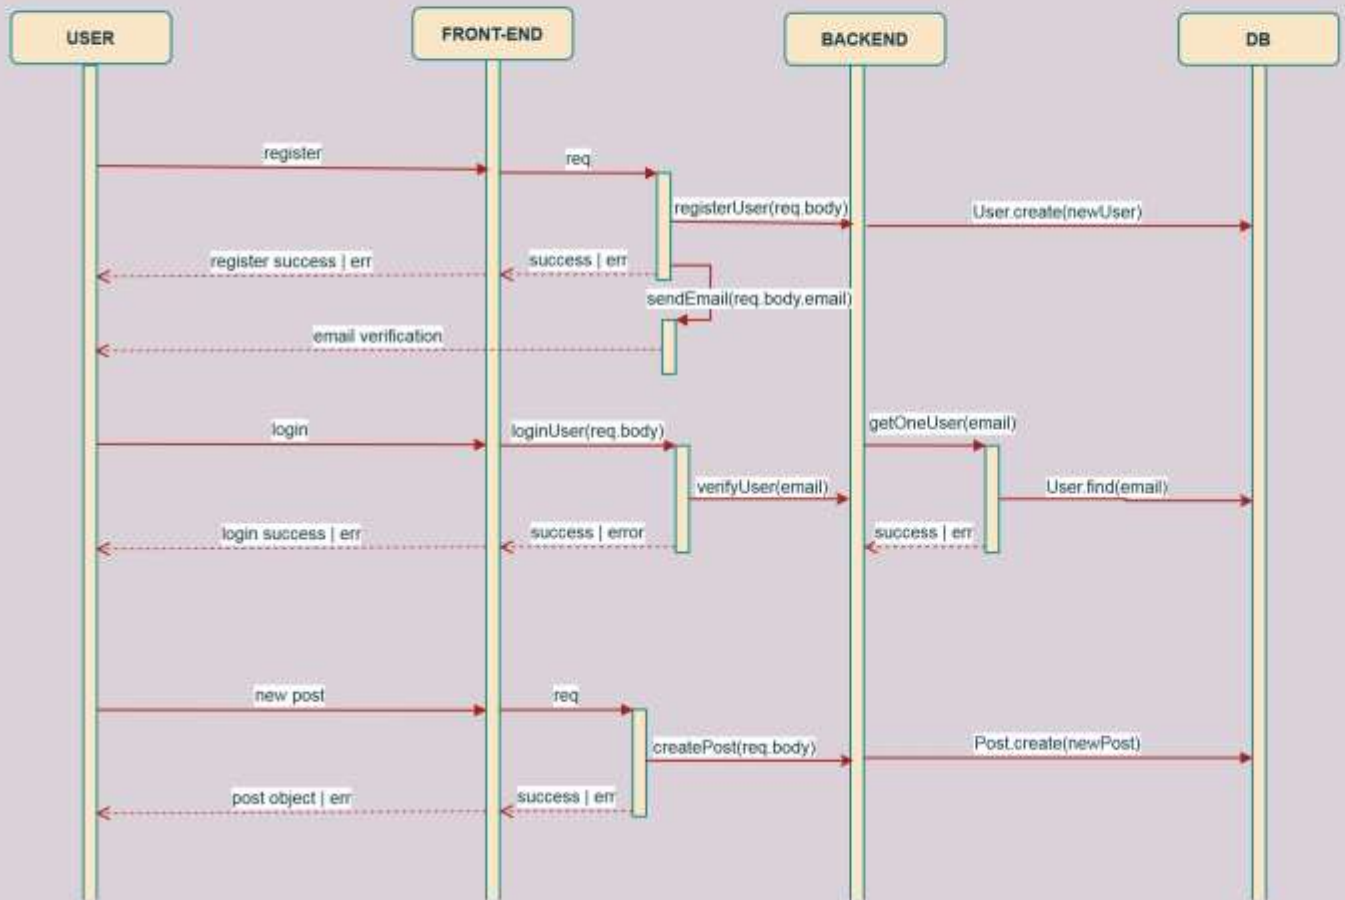 USER
FRONT-END
BACKEND
DB
register
req
registerUser(req.body)
User.create(newUser)
register success | err
success | err
sendEmail(req.body.email)
email verification
login
loginUser(req.body)
getOneUser(email)
verifyUser(email)
User.find(email)
login success | err
success | error
success | err
new post
req
createPost(req.body)
Post.create(newPost)
post object | err
success | err